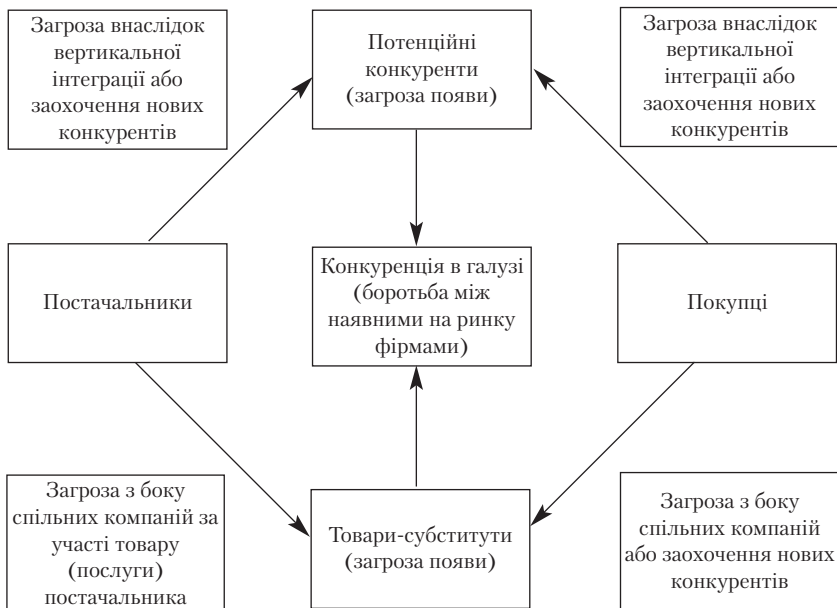 Загроза внаслідок
вертикальної
інтеграції або
заохочення нових
конкурентів
Потенційні
конкуренти
(загроза появи)
Загроза внаслідок
вертикальної
інтеграції або
заохочення нових
конкурентів
Постачальники
Конкуренція в галузі
(боротьба між
наявними на ринку
фірмами)
Покупці
Загроза з боку
спільних компаній за
участі товару
(послуги)
постачальника
Товари-субститути
(загроза появи)
Загроза з боку
спільних компаній
або заохочення нових
конкурентів